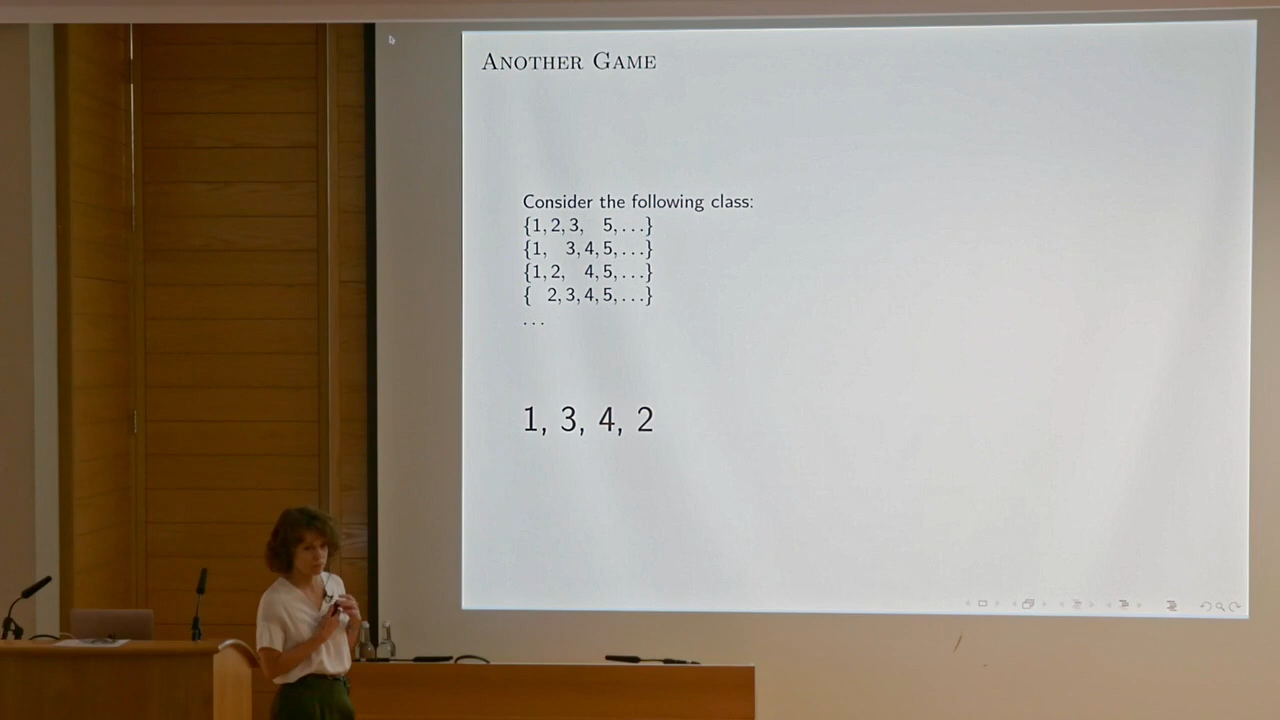 Another Game
Consider the following class:
{1, 2, 3,   5, ...}
{1,   3, 4, 5, ...}
{1, 2,   4, 5, ...}
{   2, 3, 4, 5, ...}
...
1, 3, 4, 2